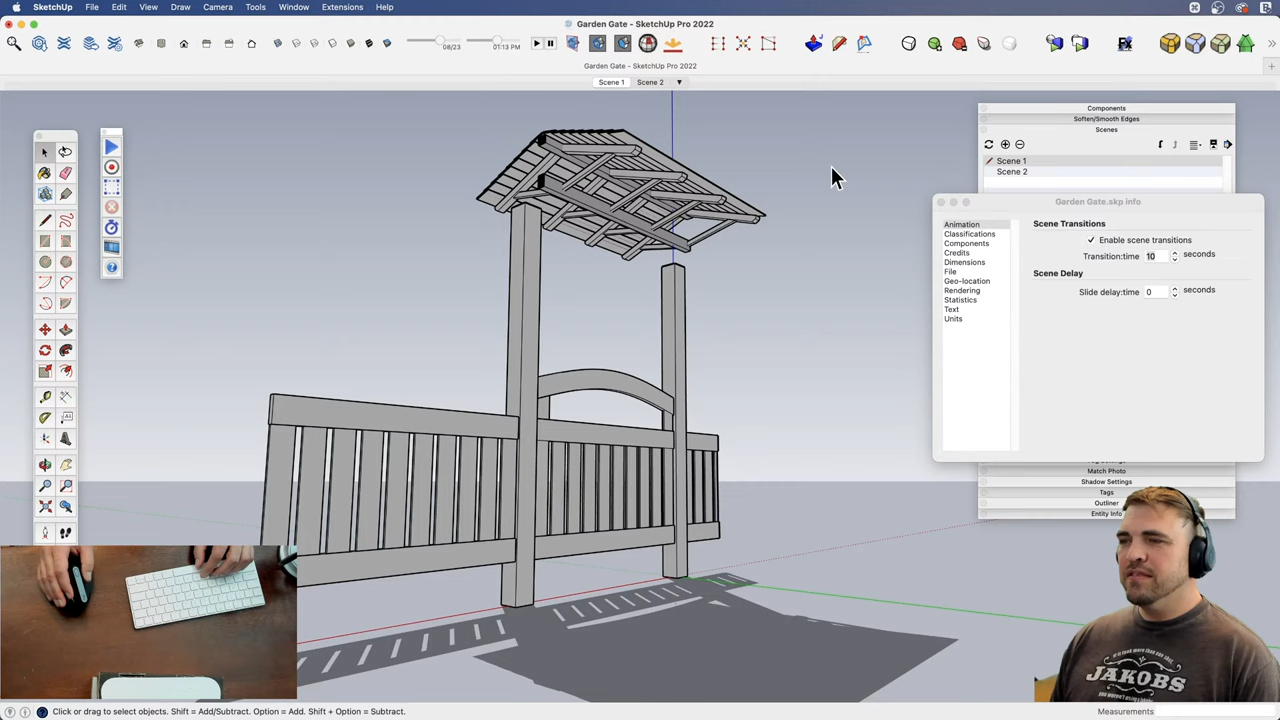 SketchUp File Edit View Draw Camera Tools Window Extensions Help
Garden Gate - SketchUp Pro 2022
08/23 01:13 PM
Garden Gate - SketchUp Pro 2022
Scene 1 Scene 2
Components
Soften/Smooth Edges
Scenes
Scene 1
Scene 2
Garden Gate.skp info
Animation
Classifications
Components
Credits
Dimensions
File
Geo-location
Rendering
Statistics
Text
Units
Scene Transitions
Enable scene transitions
Transition:time 10 seconds
Scene Delay
Slide delay:time 0 seconds
Match Photo
Shadow Settings
Tags
Outliner
Entity Info
JAKOBS
Click or drag to select objects. Shift = Add/Subtract. Option = Add. Shift + Option = Subtract.
Measurements